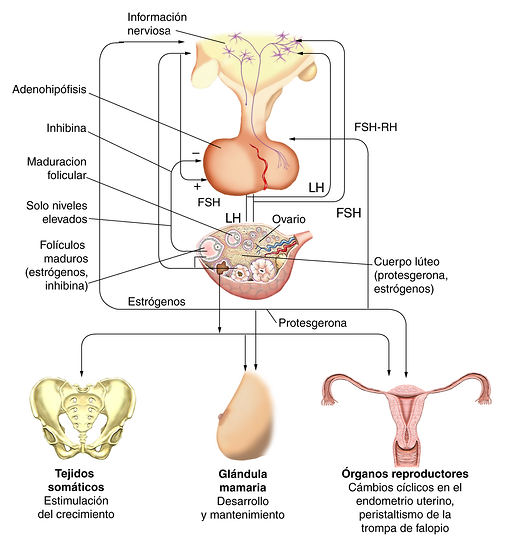 Información
nerviosa
Adenohipófisis
FSH-RH
Inhibina
Maduracion
folicular
LH
FSH
FSH
Solo niveles
elevados
LH
Ovario
Folículos
maduros
(estrógenos,
inhibina)
Cuerpo lúteo
(protesgerona,
estrógenos)
Estrógenos
Protesgerona
Tejidos
somáticos
Estimulación
del crecimiento
Glándula
mamaria
Desarrollo
y mantenimiento
Órganos reproductores
Cámbios cíclicos en el
endometrio uterino,
peristaltismo de la
trompa de falopio